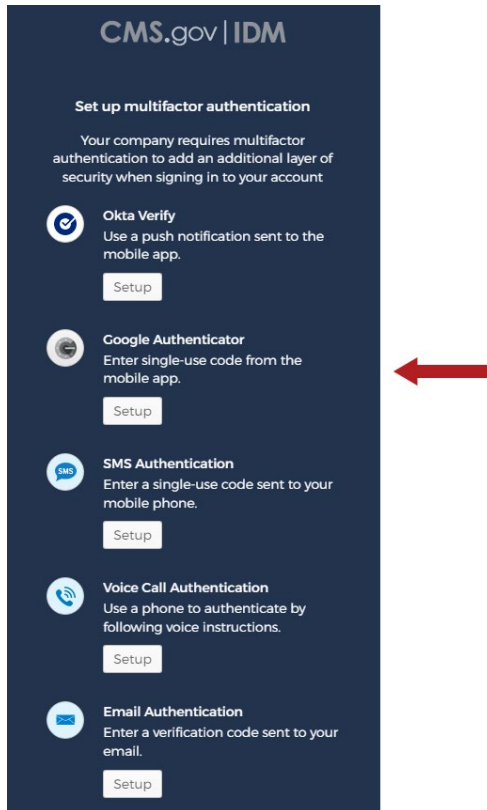 CMS.gov|IDM
Set up multifactor authentication
Your company requires multifactor
authentication to add an additional layer of
security when signing in to your account
Okta Verify
Use a push notification sent to the
mobile app.
Setup
Google Authenticator
Enter single-use code from the
mobile app.
Setup
SMS
SMS Authentication
Enter a single-use code sent to your
mobile phone.
Setup
Voice Call Authentication
Use a phone to authenticate by
following voice instructions.
Setup
Email Authentication
Enter a verification code sent to your
email.
Setup